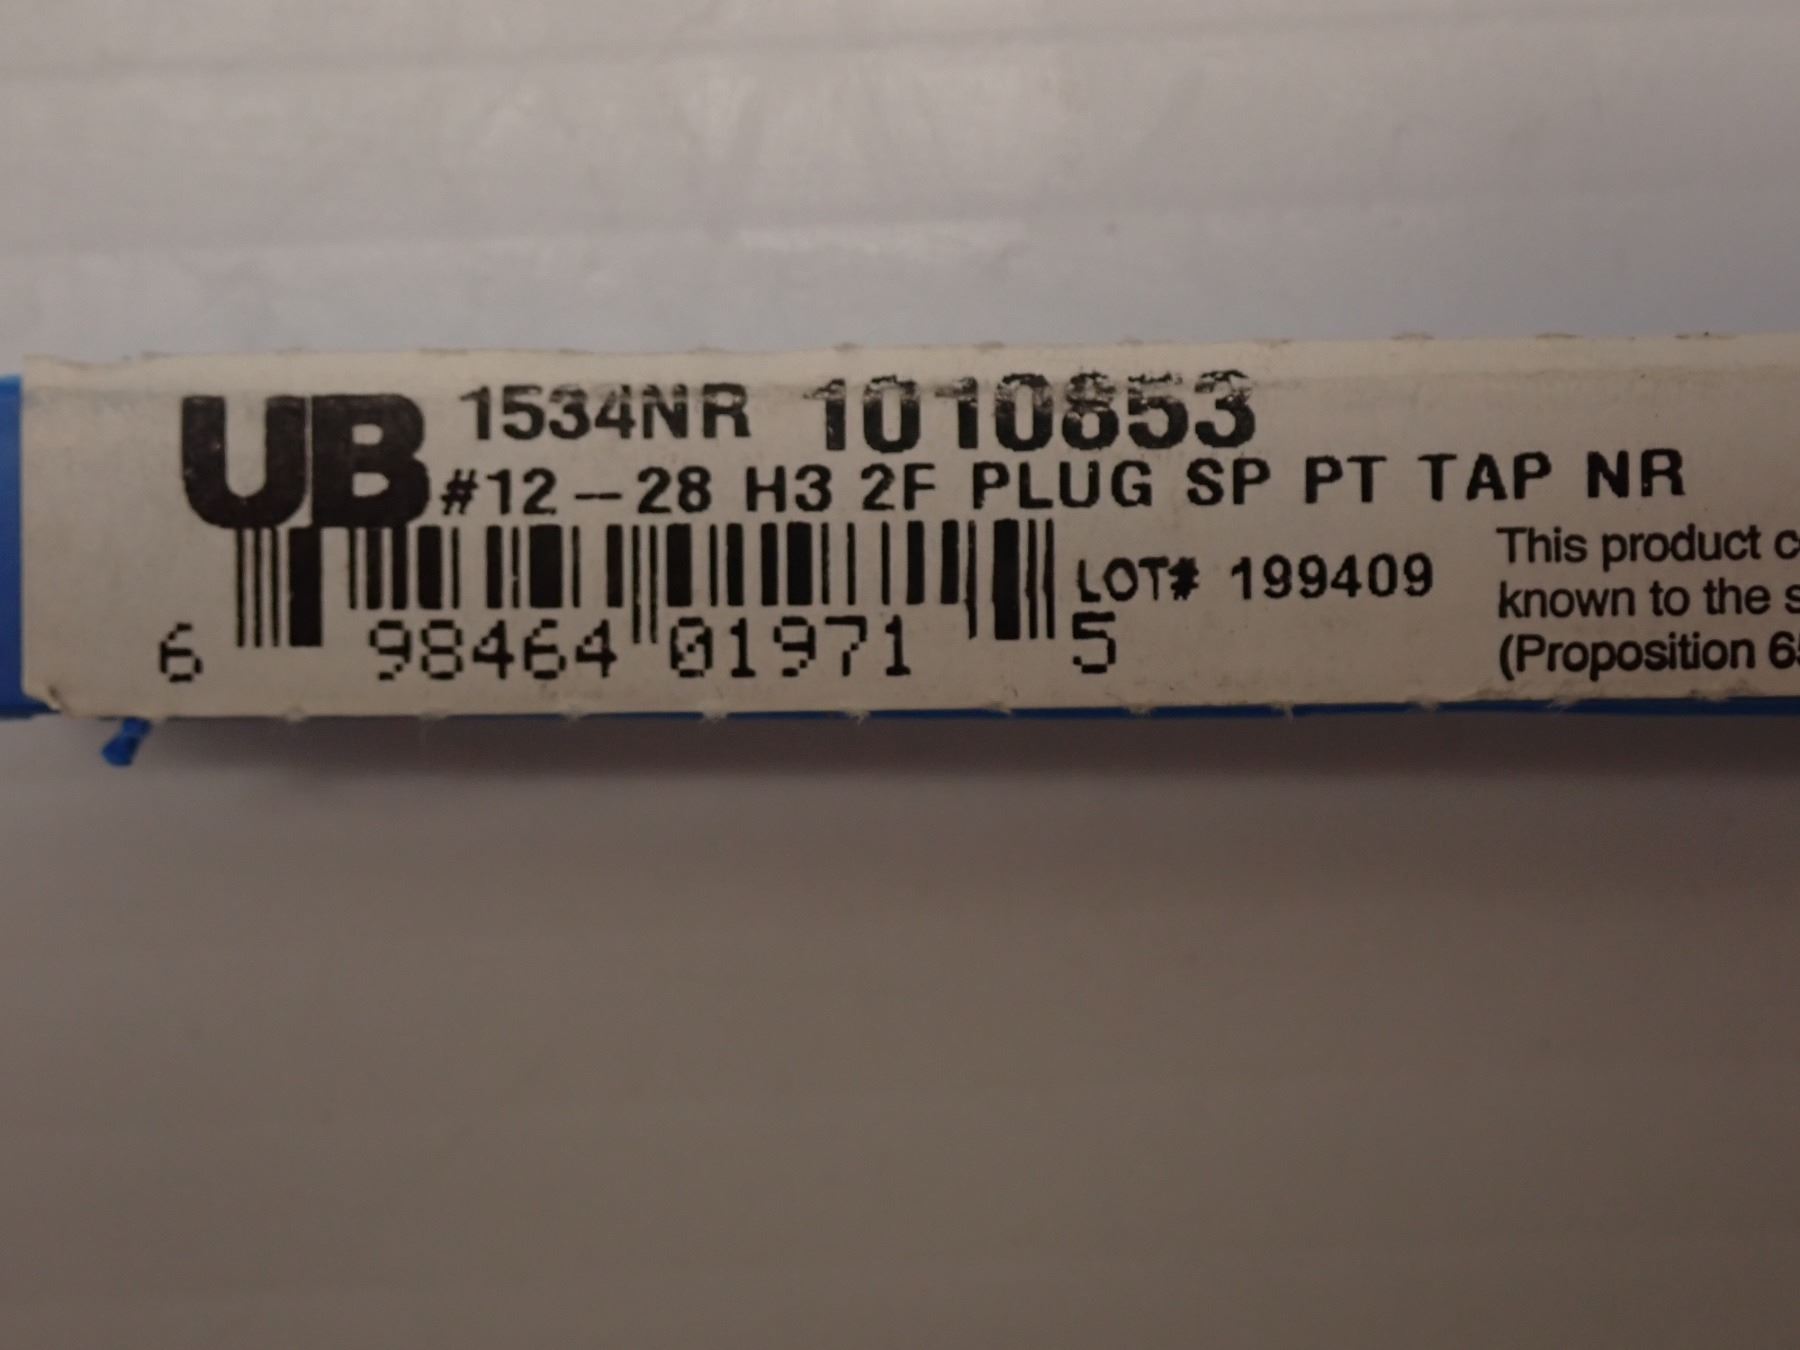 UB 1534NR 1010853
#12-28 H3 2F PLUG SP PT TAP NR
LOT# 199409
6 98464 01971 5
This product c
known to the s
(Proposition 65